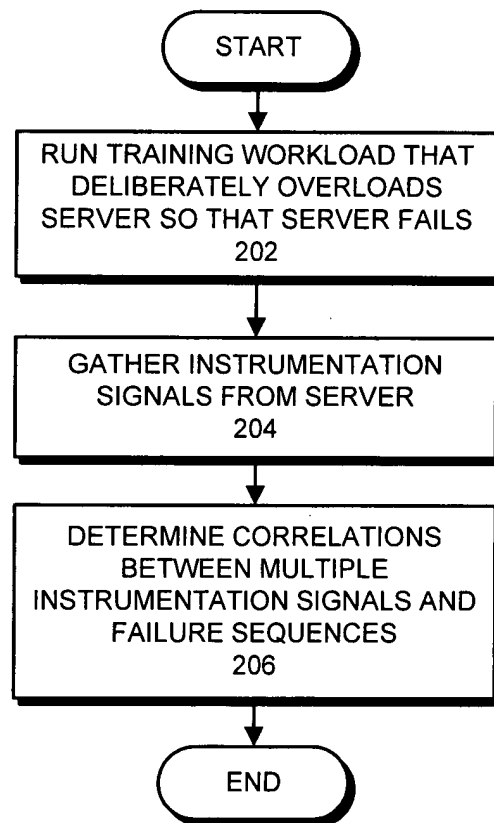 START
RUN TRAINING WORKLOAD THAT
DELIBERATELY OVERLOADS
SERVER SO THAT SERVER FAILS
202
GATHER INSTRUMENTATION
SIGNALS FROM SERVER
204
DETERMINE CORRELATIONS
BETWEEN MULTIPLE
INSTRUMENTATION SIGNALS AND
FAILURE SEQUENCES
206
END